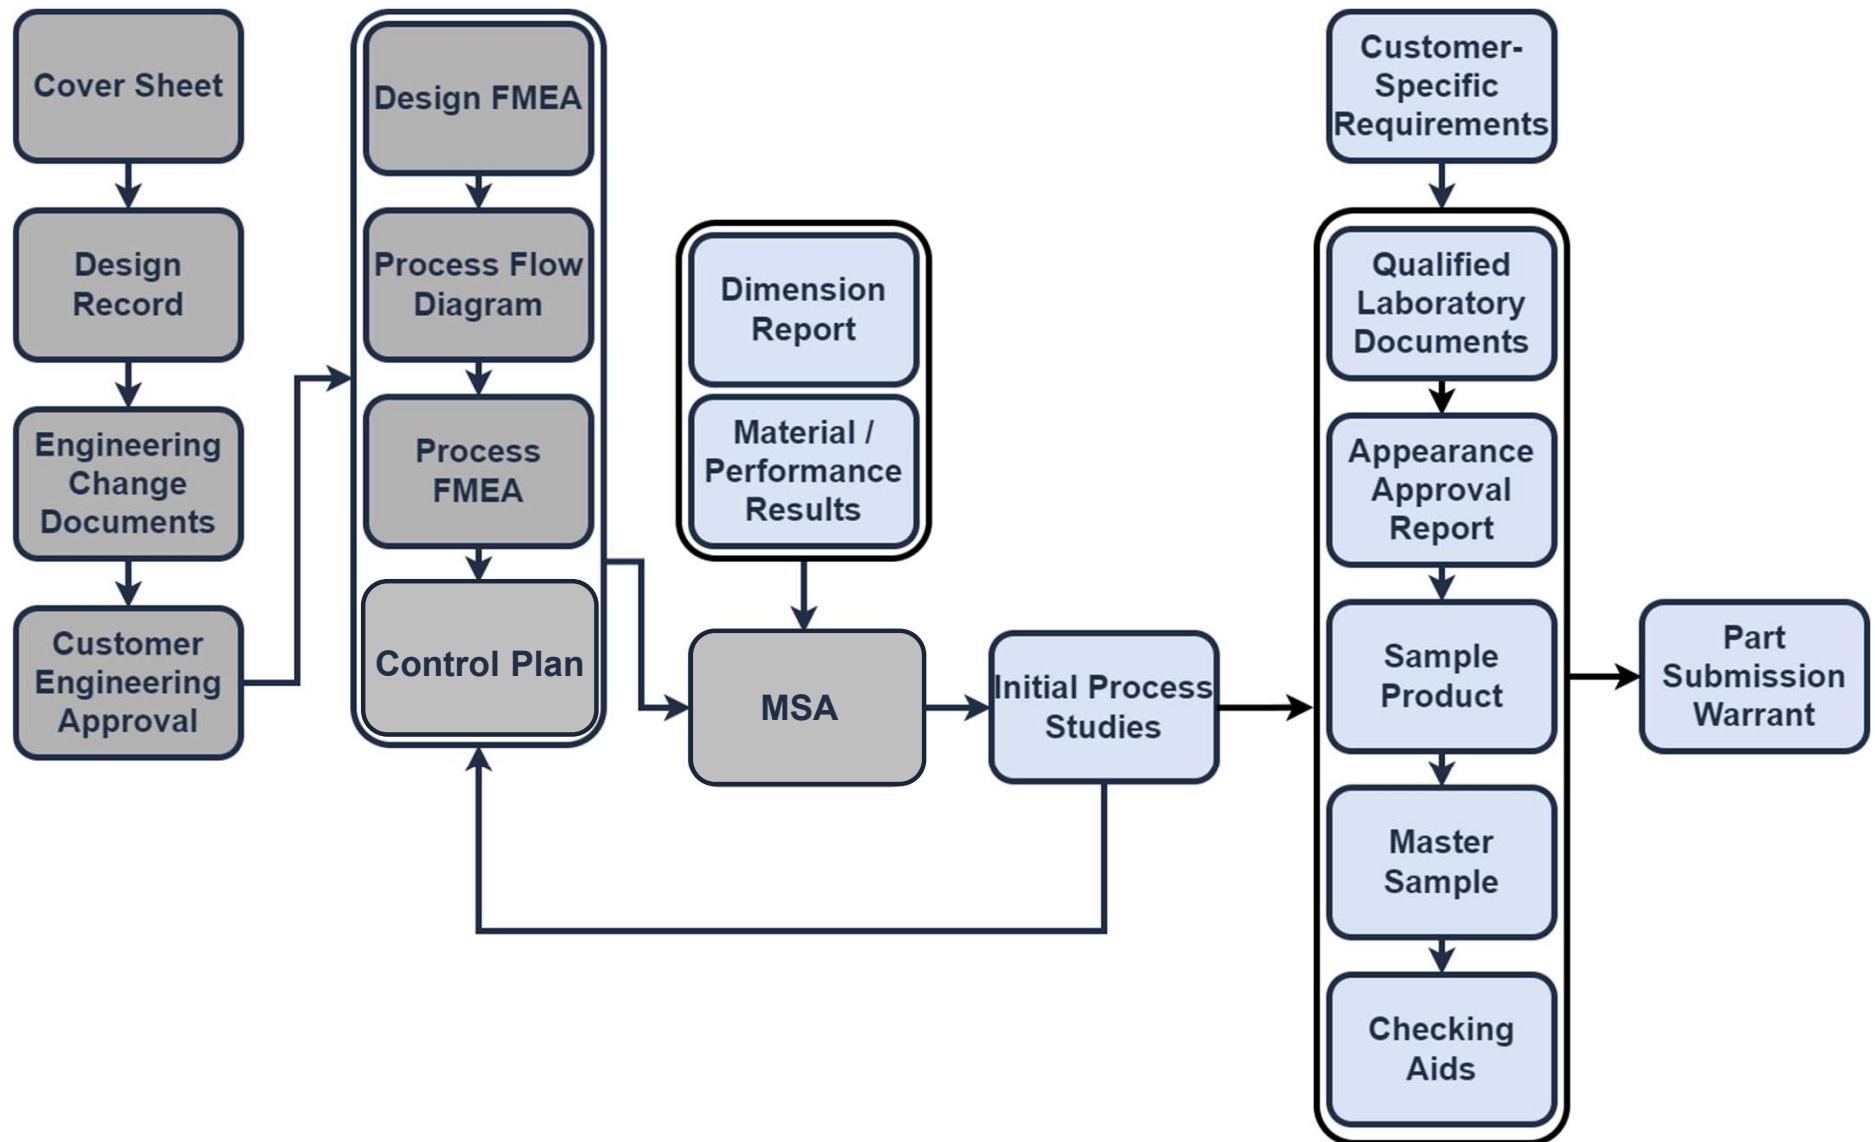 Cover Sheet
Design
Record
Engineering
Change
Documents
Customer
Engineering
Approval
Design FMEA
Process Flow
Diagram
Process
FMEA
Control Plan
Dimension
Report
Material /
Performance
Results
MSA
Initial Process
Studies
Customer-
Specific
Requirements
Qualified
Laboratory
Documents
Appearance
Approval
Report
Sample
Product
Master
Sample
Checking
Aids
Part
Submission
Warrant